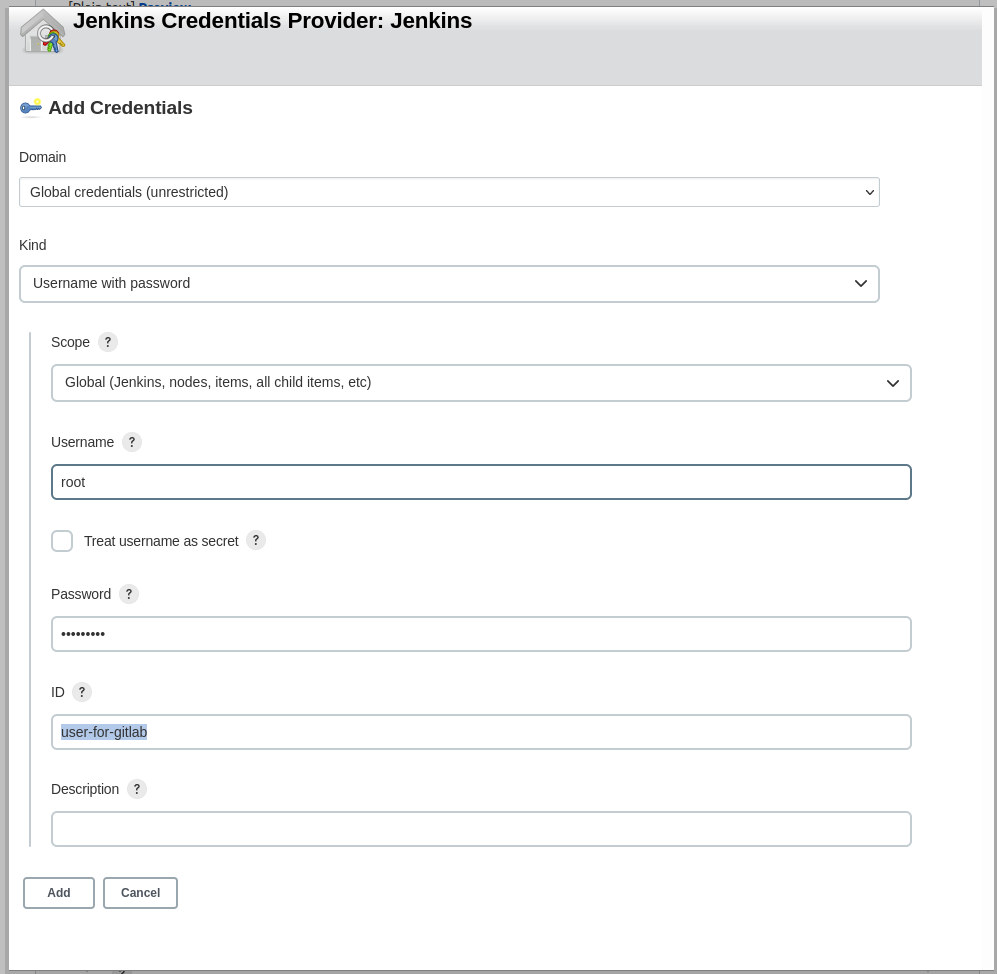 Jenkins Credentials Provider: Jenkins
Add Credentials
Domain
Global credentials (unrestricted)
Kind
Username with password
Scope ?
Global (Jenkins, nodes, items, all child items, etc)
Username ?
root
Treat username as secret ?
Password ?
•••••••••
ID ?
user-for-gitlab
Description ?
Add Cancel